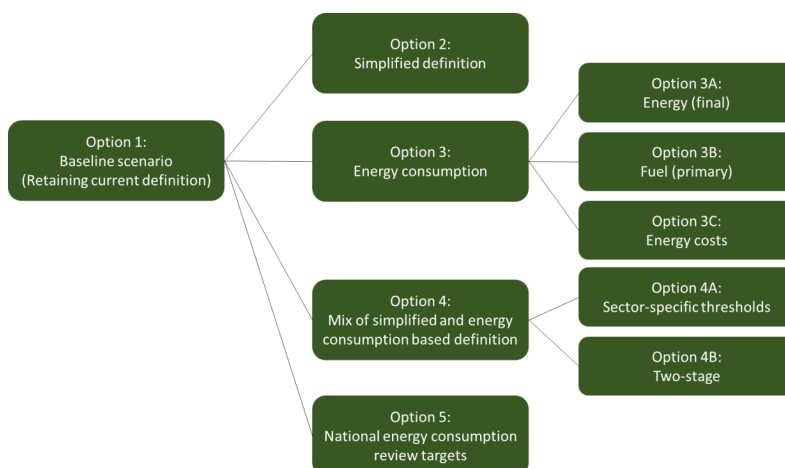 Option 1:
Baseline scenario
(Retaining current definition)
Option 2:
Simplified definition
Option 3:
Energy consumption
Option 3A:
Energy (final)
Option 3B:
Fuel (primary)
Option 3C:
Energy costs
Option 4:
Mix of simplified and energy
consumption based definition
Option 4A:
Sector-specific thresholds
Option 4B:
Two-stage
Option 5:
National energy consumption
review targets